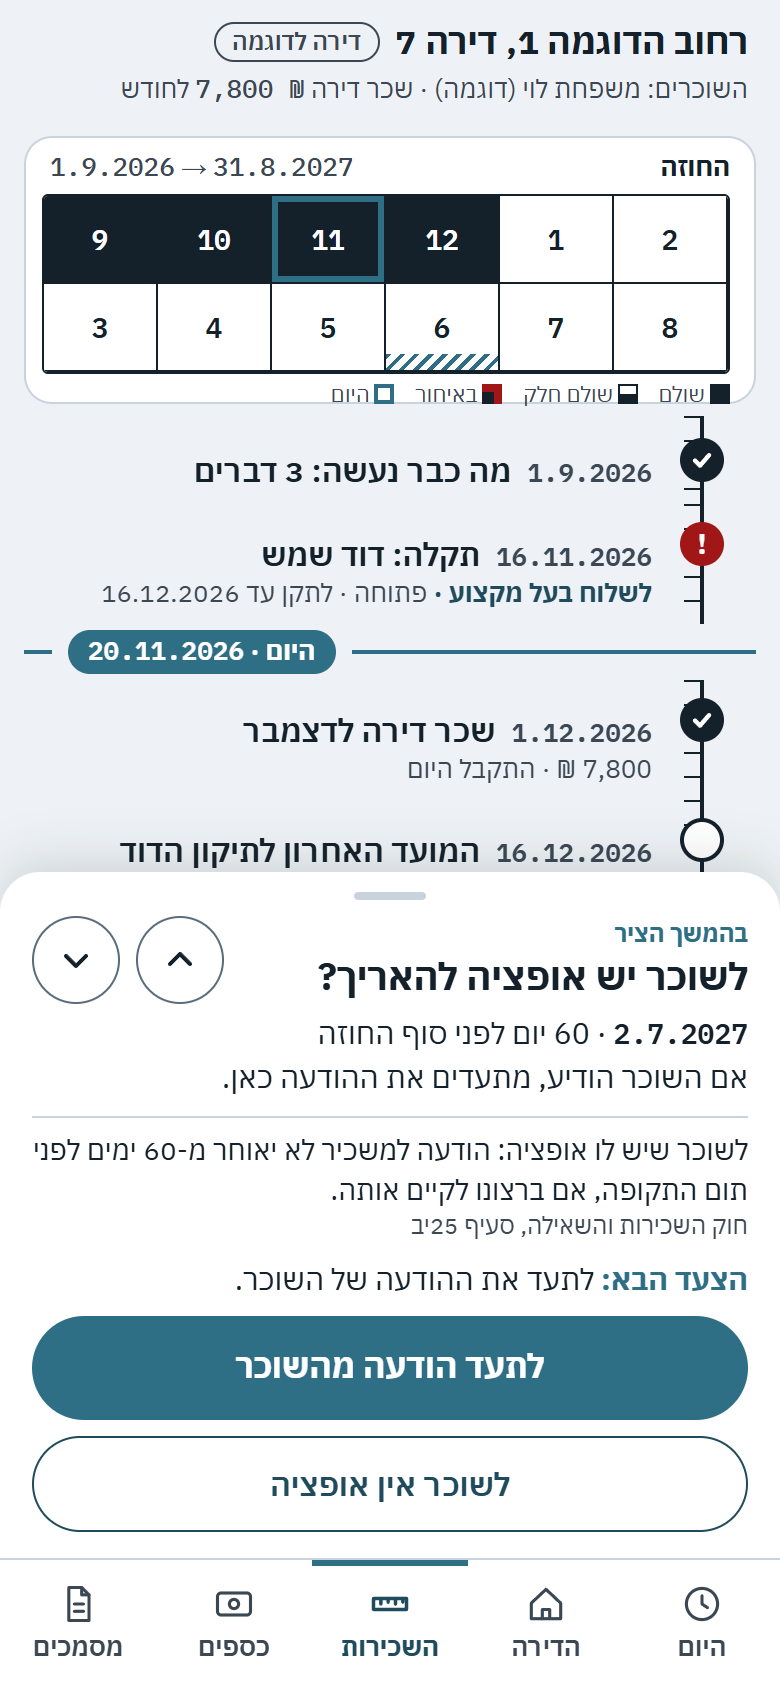 רחוב הדוגמה 1, דירה 7 דירה לדוגמה
השוכרים: משפחת לוי (דוגמה) · שכר דירה ₪ 7,800 לחודש
החוזה 1.9.2026 → 31.8.2027
9 10 11 12 1 2
3 4 5 6 7 8
שולם שולם חלק באיחור היום
1.9.2026 מה כבר נעשה: 3 דברים
16.11.2026 תקלה: דוד שמש
לשלוח בעל מקצוע · פתוחה · לתקן עד 16.12.2026
היום · 20.11.2026
1.12.2026 שכר דירה לדצמבר
7,800 ₪ · התקבל היום
16.12.2026 המועד האחרון לתיקון הדוד
בהמשך הציר
לשוכר יש אופציה להאריך?
2.7.2027 · 60 יום לפני סוף החוזה
אם השוכר הודיע, מתעדים את ההודעה כאן.
לשוכר שיש לו אופציה: הודעה למשכיר לא יאוחר מ-60 ימים לפני
תום התקופה, אם ברצונו לקיים אותה.
חוק השכירות והשאילה, סעיף 25יב
הצעד הבא: לתעד את ההודעה של השוכר.
לתעד הודעה מהשוכר
לשוכר אין אופציה
היום הדירה השכירות כספים מסמכים